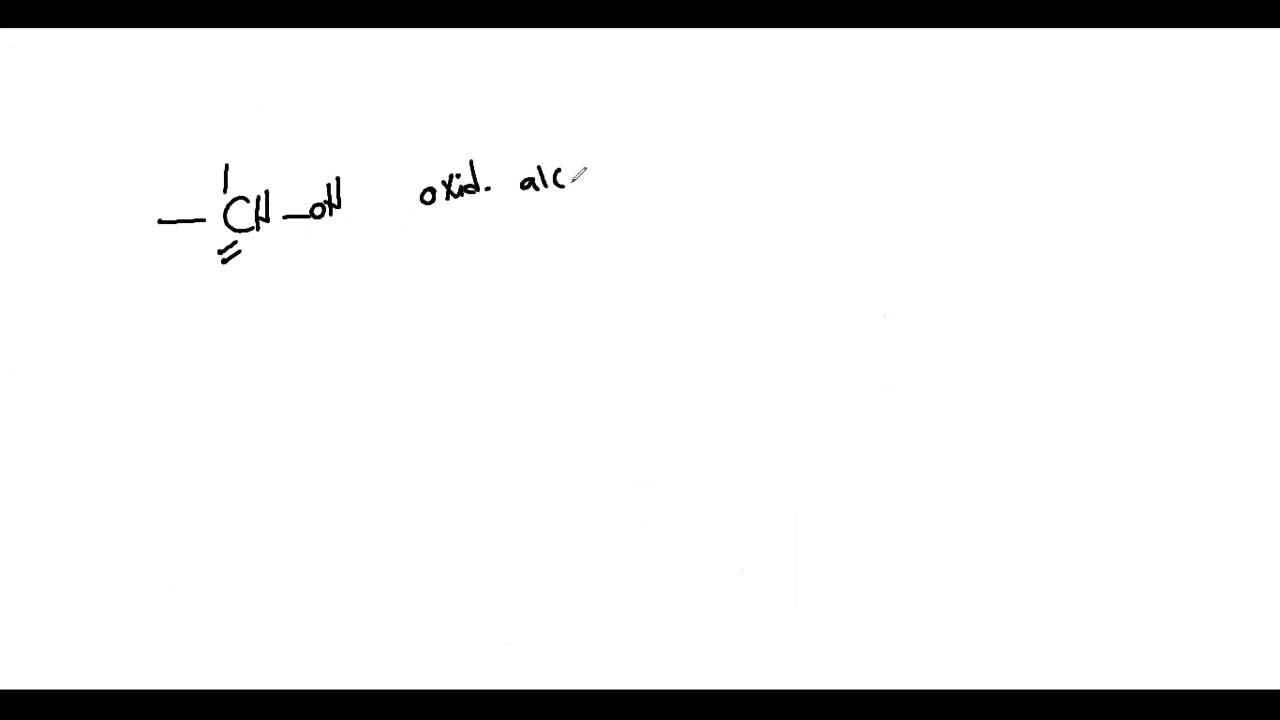 — CH — OH oxid. alc